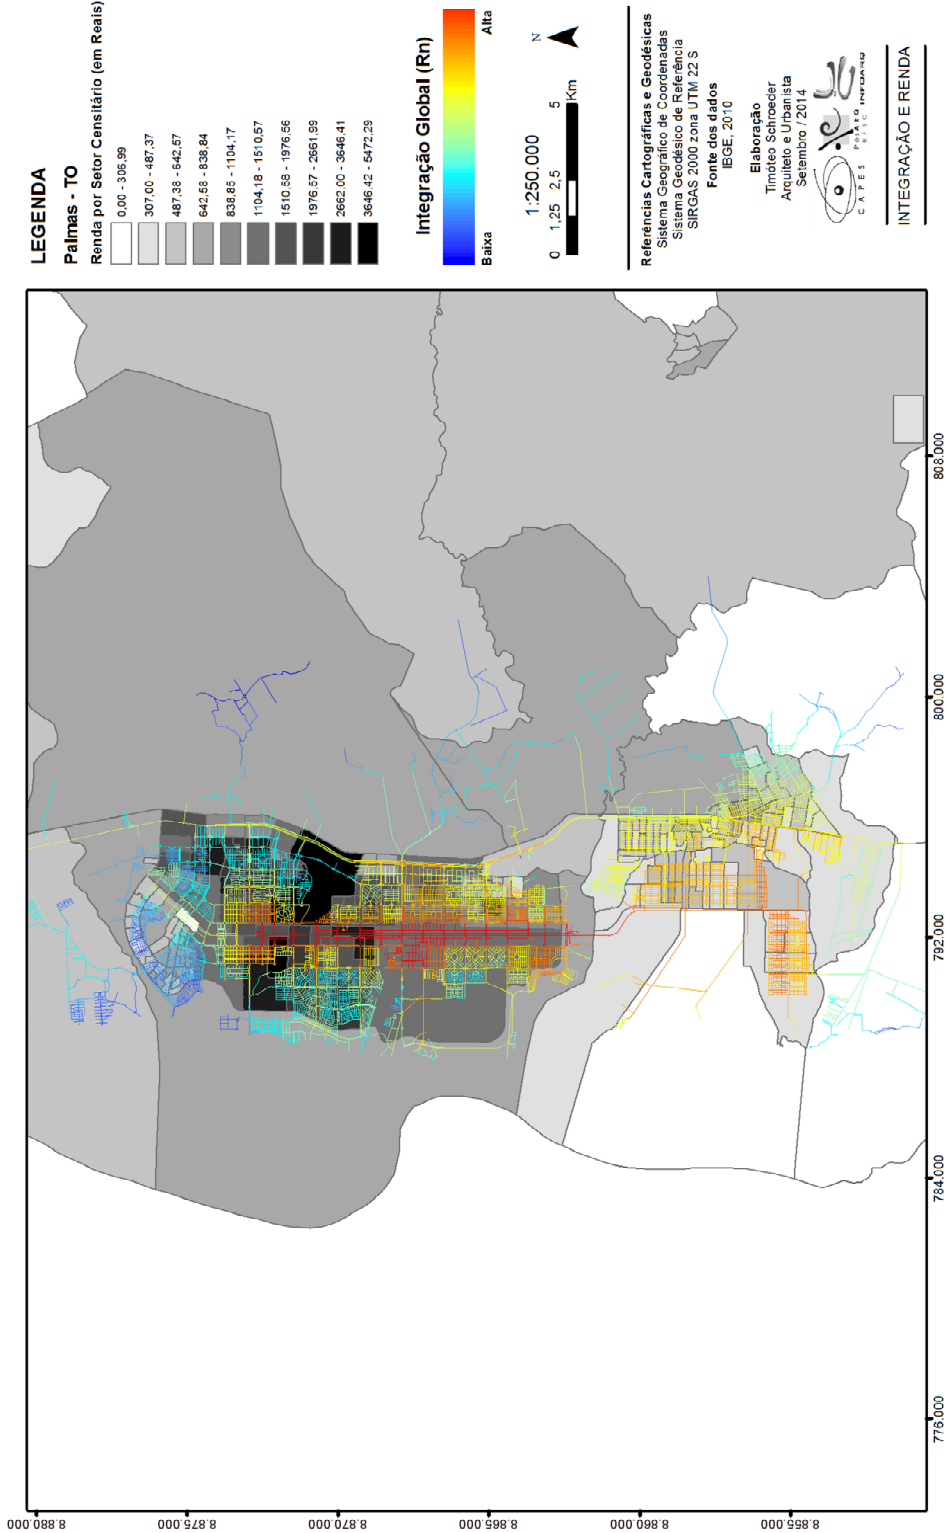 LEGENDA
Palmas - TO
Renda por Setor Censitário (em Reais)
0,00 - 306,99
307,00 - 487,37
487,38 - 642,57
642,58 - 838,84
838,85 - 1104,17
1104,18 - 1510,57
1510,58 - 1976,56
1976,57 - 2661,99
2662,00 - 3646,41
3646,42 - 5472,29
Integração Global (Rn)
Baixa
Alta
1:250.000
N
0 1,25 2,5 5
Km
Referências Cartográficas e Geodésicas
Sistema Geográfico de Coordenadas
Sistema Geodésico de Referência
SIRGAS 2000 zona UTM 22 S
Fonte dos dados
IBGE, 2010
Elaboração
Timóteo Schroeder
Arquiteto e Urbanista
Setembro / 2014
CAPES
PósARQ
UFSC
INFOARQ
INTEGRAÇÃO E RENDA
776.000
784.000
792.000
800.000
808.000
8.880.000
8.875.000
8.870.000
8.865.000
8.860.000
8.855.000